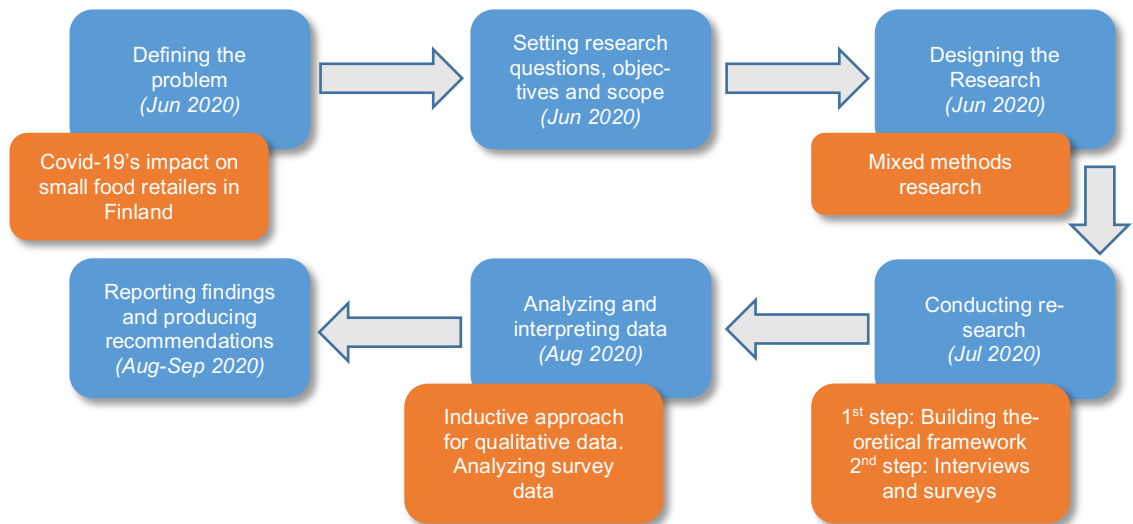 Defining the
problem
(Jun 2020)
Covid-19’s impact on
small food retailers in
Finland
Setting research
questions, objec-
tives and scope
(Jun 2020)
Designing the
Research
(Jun 2020)
Mixed methods
research
Conducting re-
search
(Jul 2020)
1st step: Building the-
oretical framework
2nd step: Interviews
and surveys
Analyzing and
interpreting data
(Aug 2020)
Inductive approach
for qualitative data.
Analyzing survey
data
Reporting findings
and producing
recommendations
(Aug-Sep 2020)